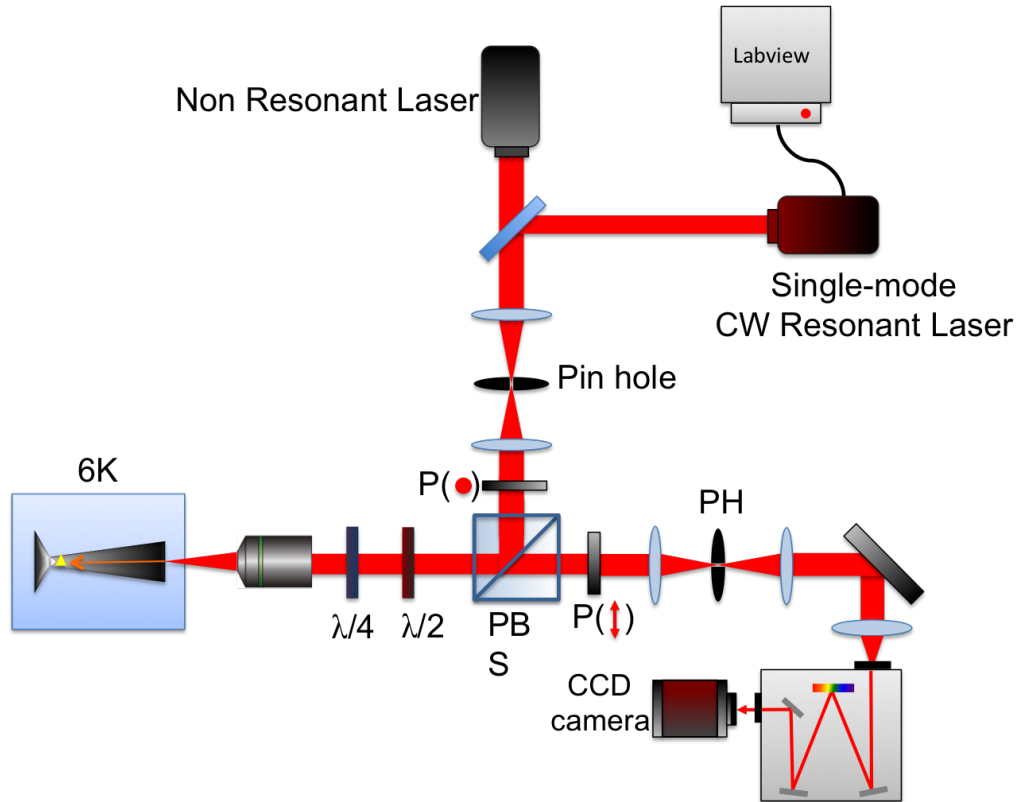 Labview
Non Resonant Laser
Single-mode
CW Resonant Laser
Pin hole
6K
P( )
PH
λ/4
λ/2
PB
S
P( )
CCD
camera